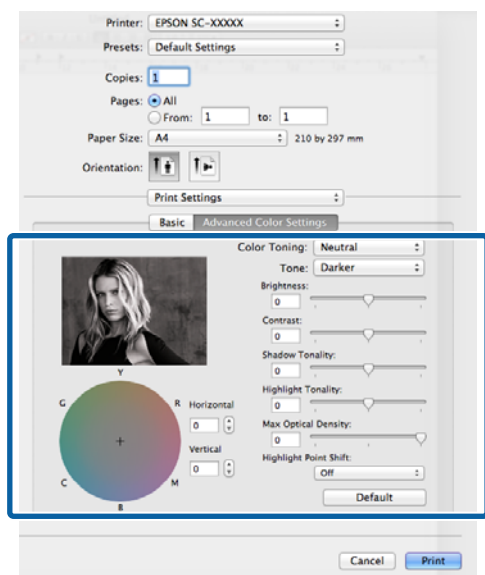 Printer: EPSON SC-XXXXX
Presets: Default Settings
Copies: 1
Pages: All
From: 1 to: 1
Paper Size: A4 210 by 297 mm
Orientation:
Print Settings
Basic Advanced Color Settings
Color Toning: Neutral
Tone: Darker
Brightness:
0
Contrast:
0
Shadow Tonality:
0
Highlight Tonality:
0
Max Optical Density:
0
Highlight Point Shift:
Off
Default
Y
G R
C M
B
Horizontal
0
Vertical
0
Cancel Print